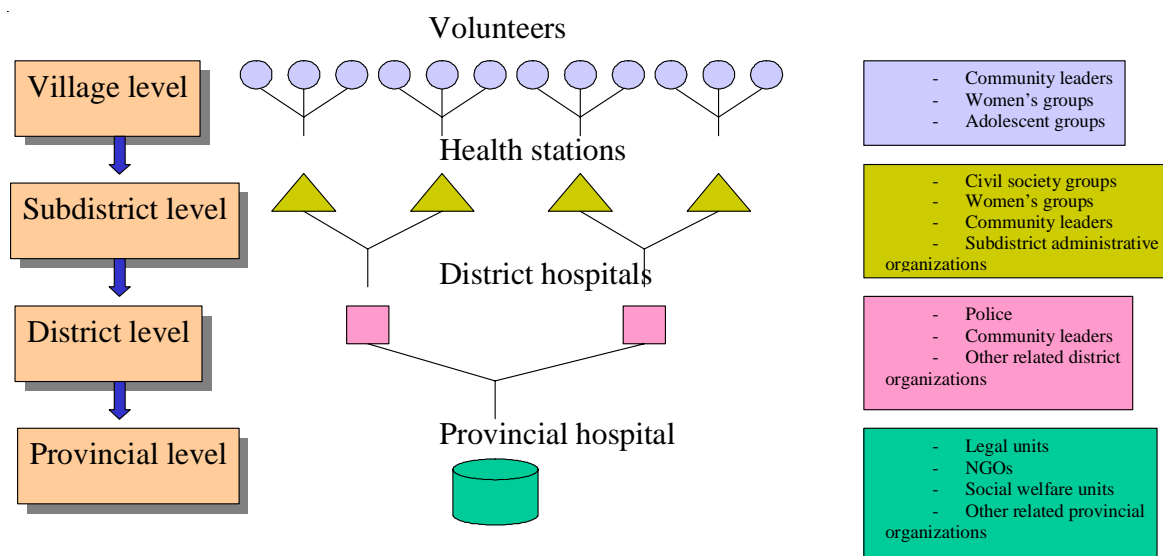 Volunteers
Village level
- Community leaders
- Women’s groups
- Adolescent groups
Health stations
Subdistrict level
- Civil society groups
- Women’s groups
- Community leaders
- Subdistrict administrative
organizations
District hospitals
District level
- Police
- Community leaders
- Other related district
organizations
Provincial hospital
Provincial level
- Legal units
- NGOs
- Social welfare units
- Other related provincial
organizations